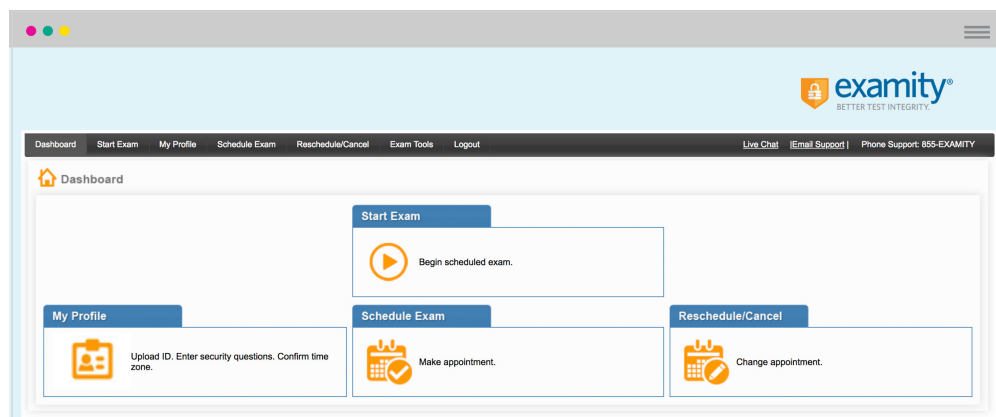 examity®
BETTER TEST INTEGRITY.
Dashboard Start Exam My Profile Schedule Exam Reschedule/Cancel Exam Tools Logout Live Chat |Email Support| Phone Support: 855-EXAMITY
Dashboard
Start Exam
Begin scheduled exam.
My Profile
Upload ID. Enter security questions. Confirm time
zone.
Schedule Exam
Make appointment.
Reschedule/Cancel
Change appointment.